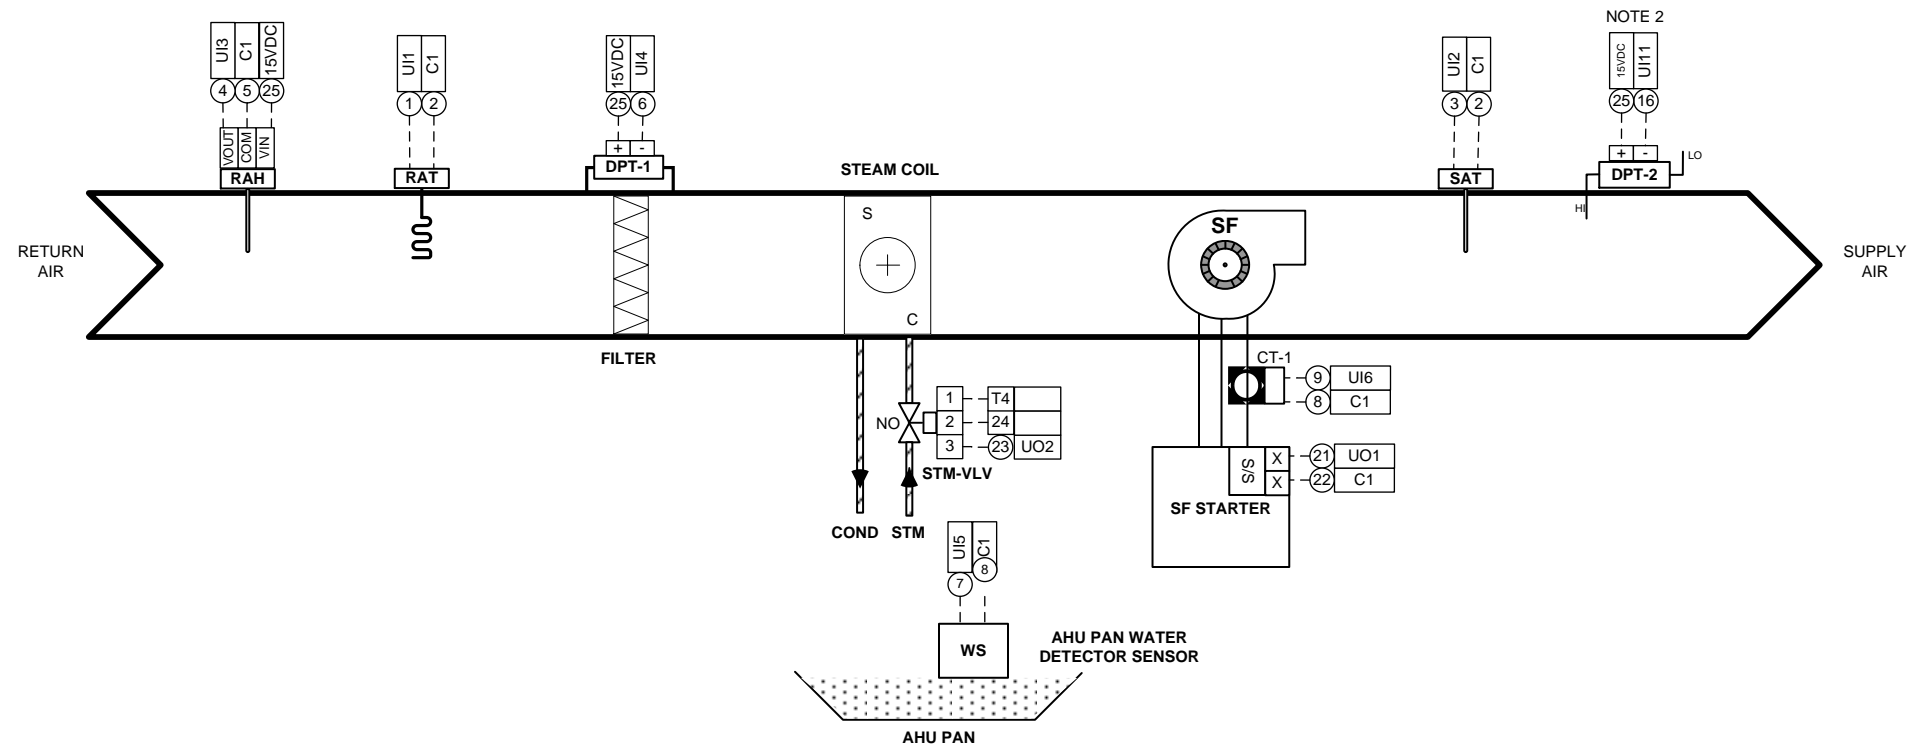 NOTE 2
UI3
C1
15VDC
4
5
25
VOUT
COM
VIN
RAH
UI1
C1
1
2
RAT
15VDC
UI4
25
6
+
-
DPT-1
STEAM COIL
UI2
C1
3
2
SAT
15VDC
UI11
25
16
+
-
DPT-2
LO
HI
RETURN
AIR
S
C
SF
SUPPLY
AIR
FILTER
CT-1
9
UI6
8
C1
NO
1
T4
2
24
3
23
UO2
STM-VLV
S/S
X
21
UO1
X
22
C1
SF STARTER
COND
STM
UI5
C1
7
8
WS
AHU PAN WATER
DETECTOR SENSOR
AHU PAN